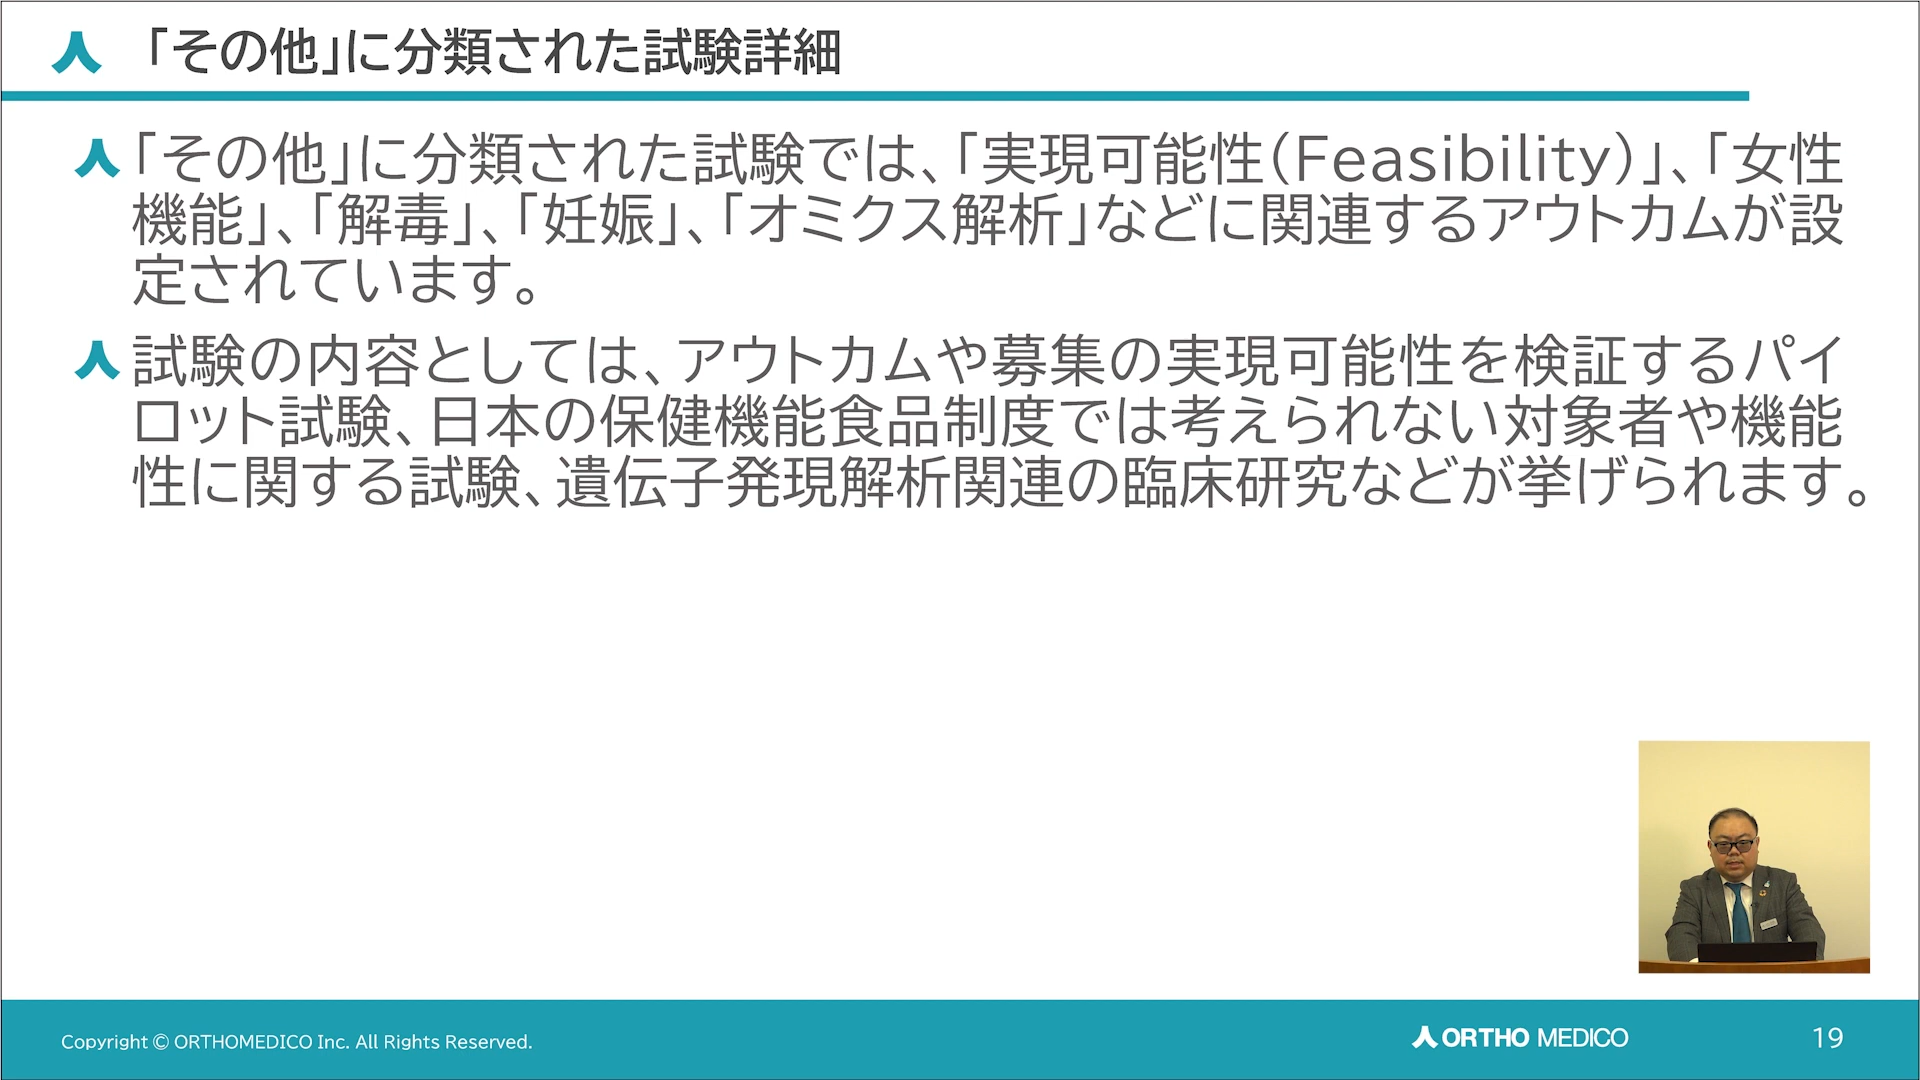 「その他」に分類された試験詳細
「その他」に分類された試験では、「実現可能性(Feasibility)」、「女性
機能」、「解毒」、「妊娠」、「オミクス解析」などに関連するアウトカムが設
定されています。
試験の内容としては、アウトカムや募集の実現可能性を検証するパイ
ロット試験、日本の保健機能食品制度では考えられない対象者や機能
性に関する試験、遺伝子発現解析関連の臨床研究などが挙げられます。
Copyright © ORTHOMEDICO Inc. All Rights Reserved.
ORTHO MEDICO
19